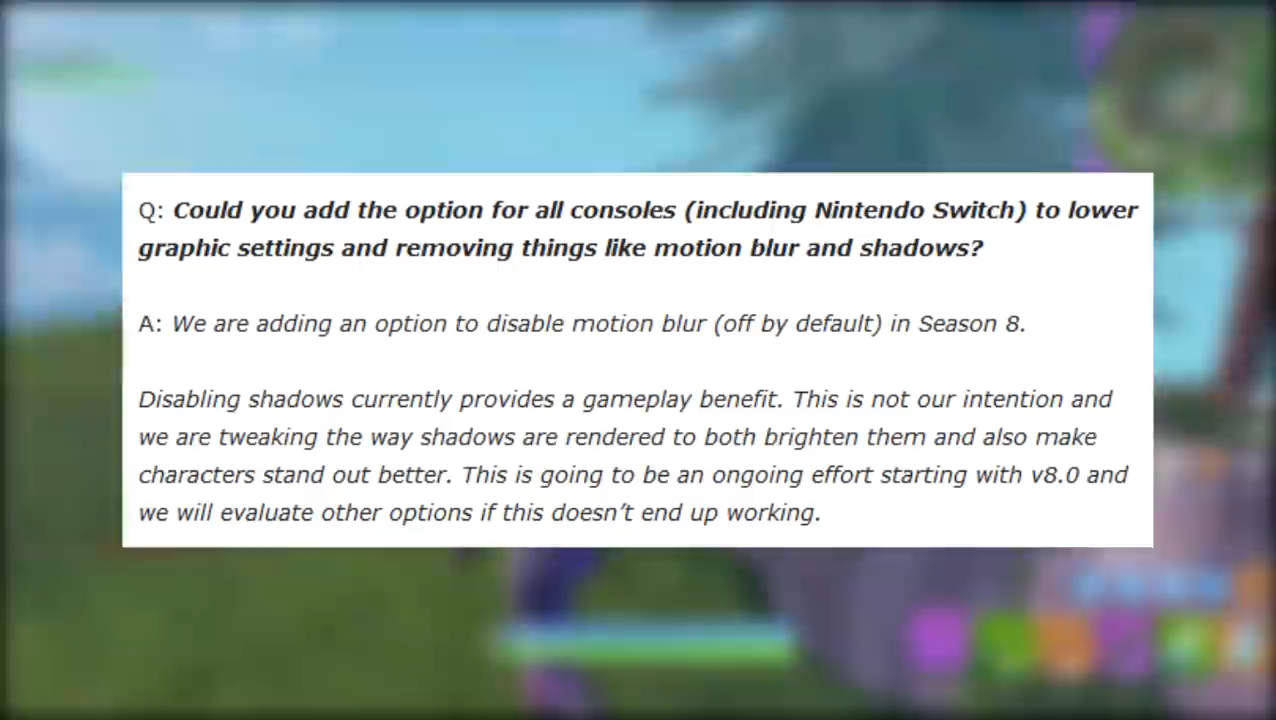 Q: Could you add the option for all consoles (including Nintendo Switch) to lower
graphic settings and removing things like motion blur and shadows?
A: We are adding an option to disable motion blur (off by default) in Season 8.
Disabling shadows currently provides a gameplay benefit. This is not our intention and
we are tweaking the way shadows are rendered to both brighten them and also make
characters stand out better. This is going to be an ongoing effort starting with v8.0 and
we will evaluate other options if this doesn’t end up working.